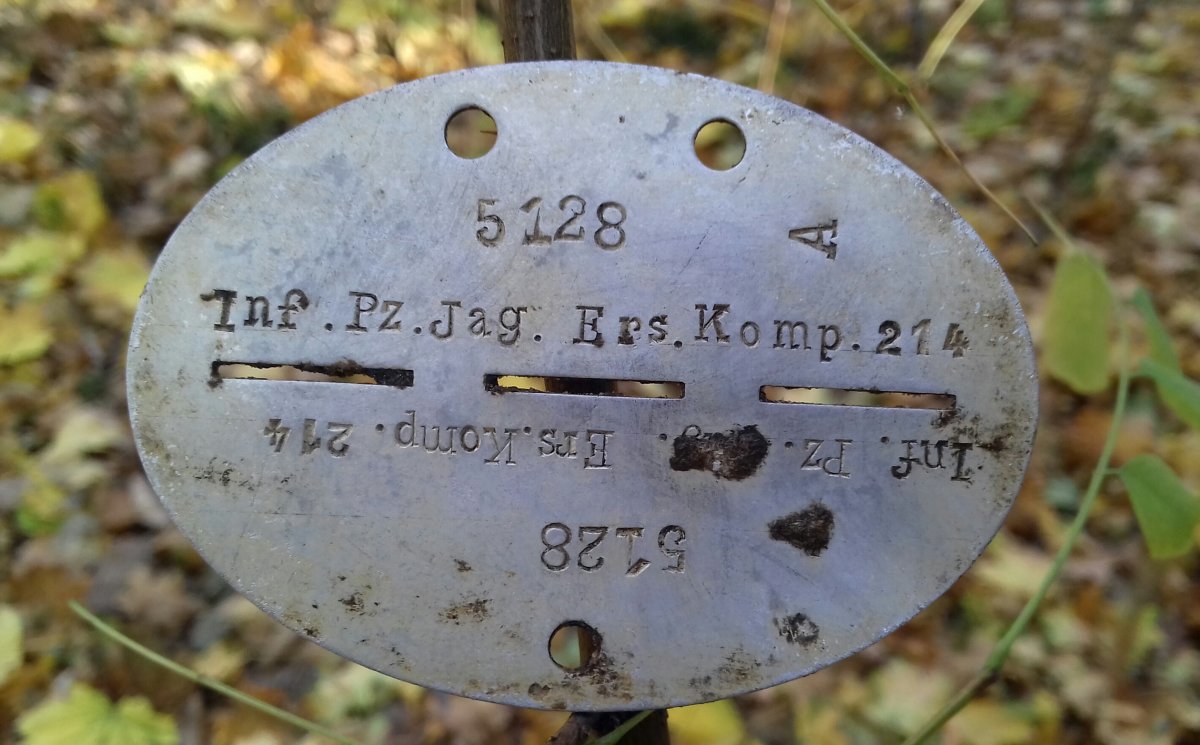 5128
A
Inf. Pz. Jag. Ers. Komp. 214
Inf. Pz. Ers. Komp. 214
5128